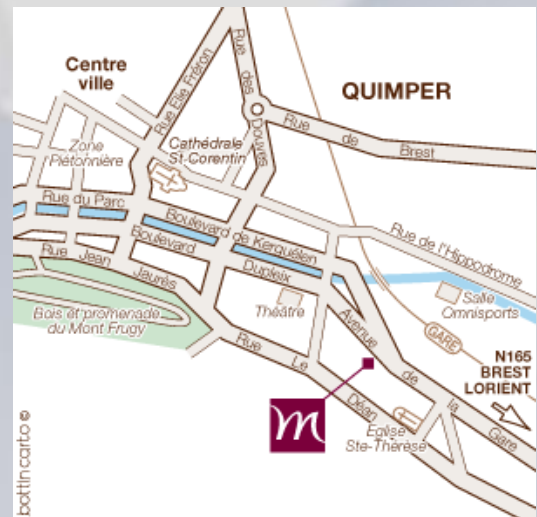 Centre
ville
QUIMPER
Rue Elie Fréron
Rue des Douves
Rue de Brest
Zone
Piétonnière
Cathédrale
St-Corentin
Rue du Parc
Boulevard de Kerguélen
Boulevard Dupleix
Rue de l'Hippodrome
Rue Jean Jaurès
Théâtre
Salle
Omnisports
Bois et promenade
du Mont Frugy
Avenue de la Gare
GARE
N165
BREST
LORIENT
Rue Le Déan
m
Eglise
Ste-Thérèse
bottincarto©